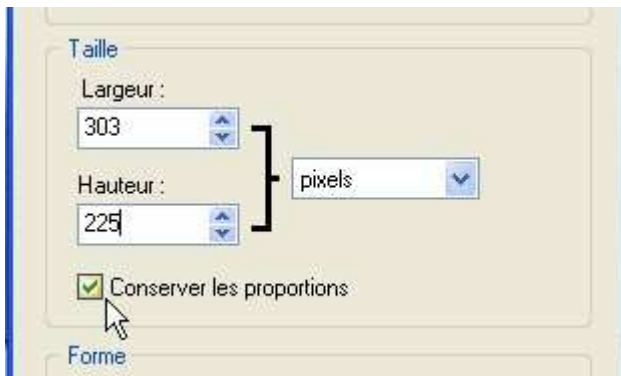 Taille
Largeur :
303
pixels
Hauteur :
225
Conserver les proportions
Forme